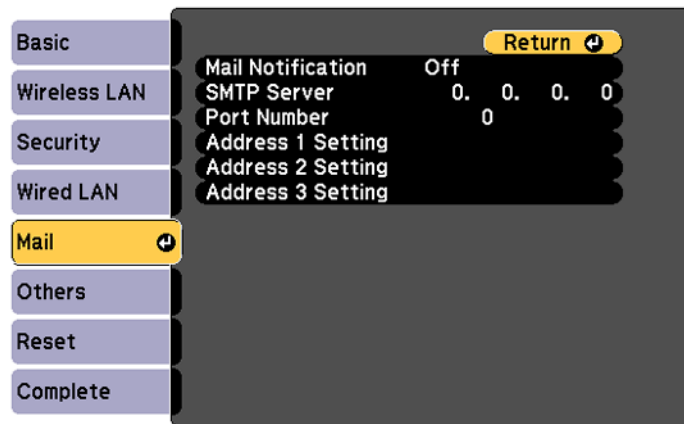 Basic
Wireless LAN
Security
Wired LAN
Mail
Others
Reset
Complete
Return
Mail Notification Off
SMTP Server 0. 0. 0. 0
Port Number 0
Address 1 Setting
Address 2 Setting
Address 3 Setting